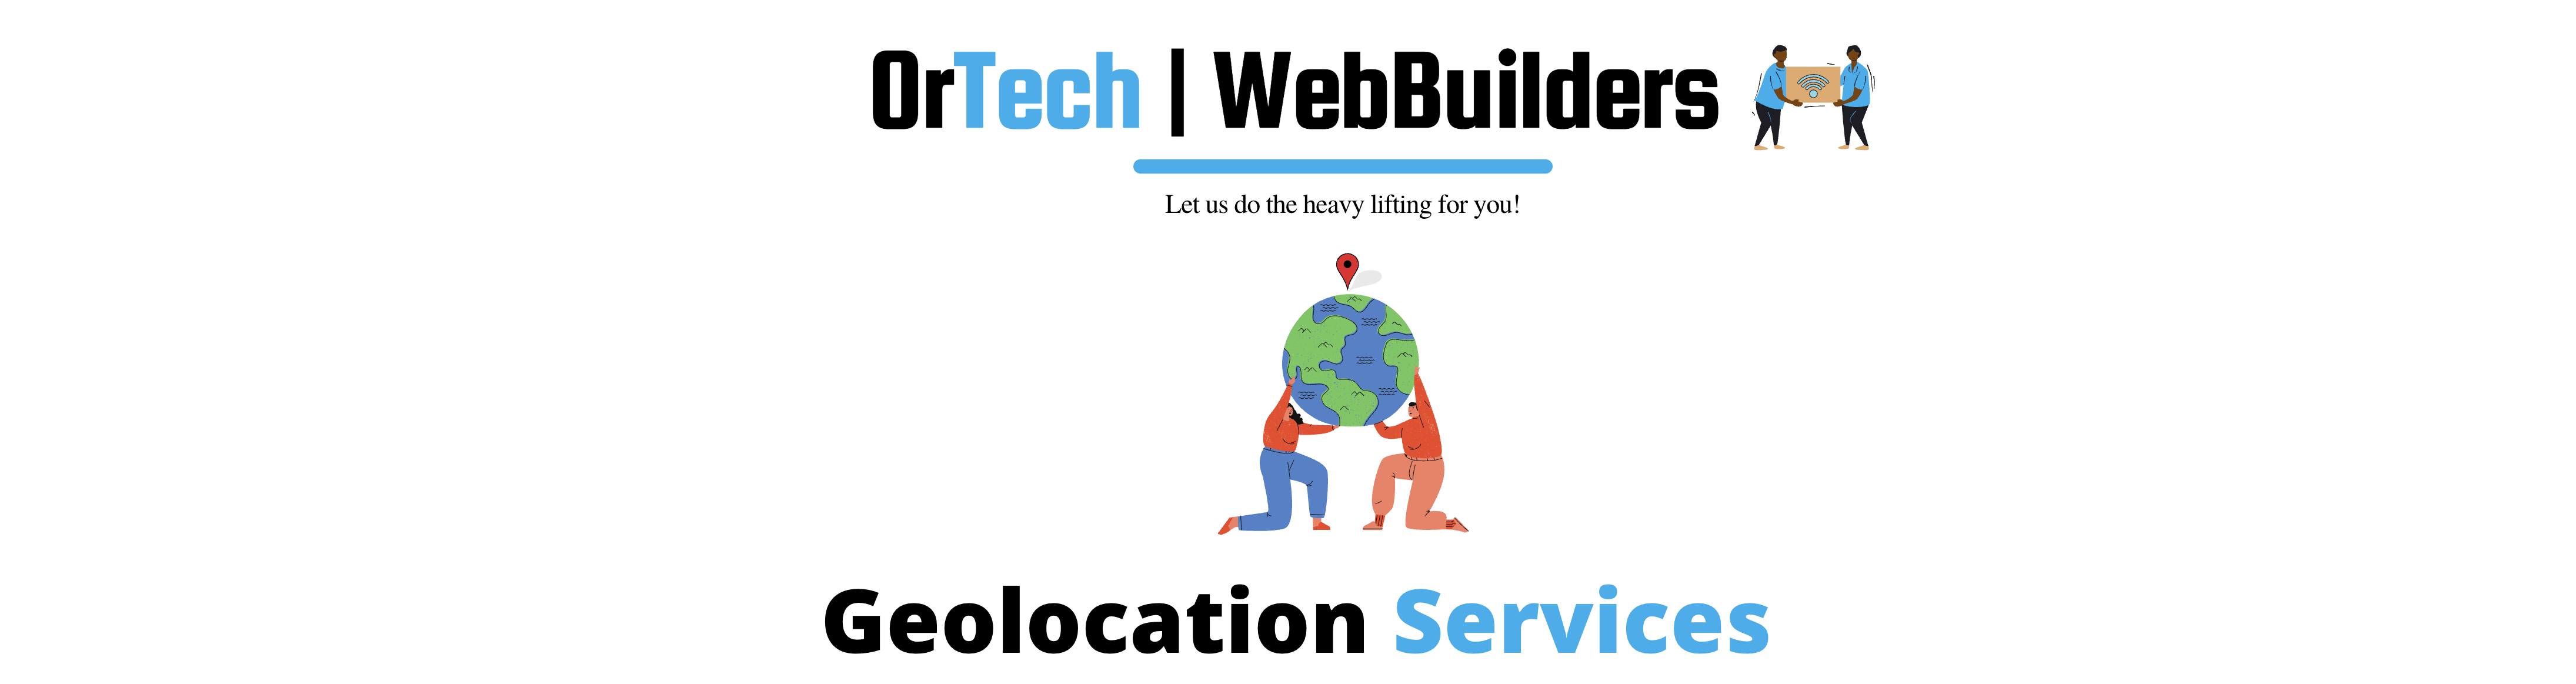 OrTech | WebBuilders
Let us do the heavy lifting for you!
Geolocation Services